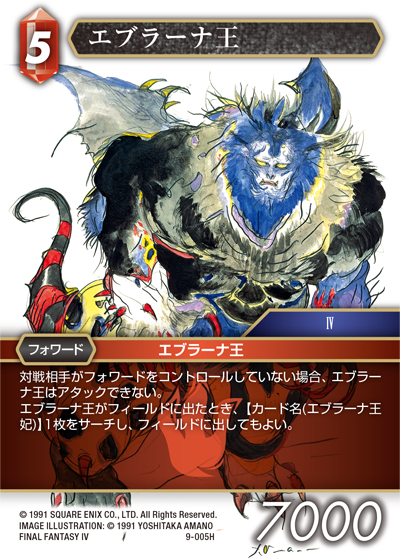 5
エブラーナ王
IV
フォワード
エブラーナ王
対戦相手がフォワードをコントロールしていない場合、エブラー
ナ王はアタックできない。
エブラーナ王がフィールドに出たとき、【カード名(エブラーナ王
妃)】1枚をサーチし、フィールドに出してもよい。
© 1991 SQUARE ENIX CO., LTD. All Rights Reserved.
IMAGE ILLUSTRATION: © 1991 YOSHITAKA AMANO
FINAL FANTASY IV
9-005H
7000